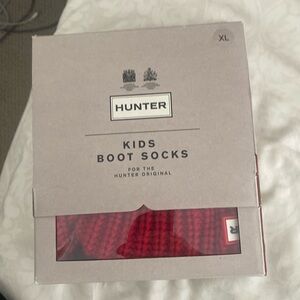 XL
HUNTER
KIDS
BOOT SOCKS
FOR THE
HUNTER ORIGINAL
R